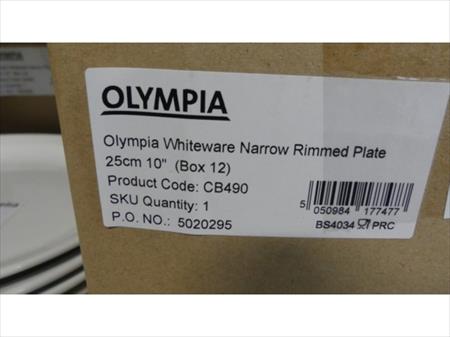 OLYMPIA
Olympia Whiteware Narrow Rimmed Plate
25cm 10" (Box 12)
Product Code: CB490
SKU Quantity: 1
P.O. NO.: 5020295
5 050984 177477
BS4034 PRC